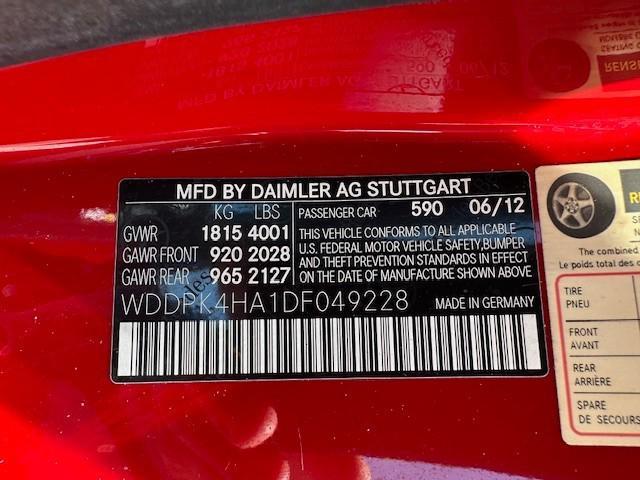 MFD BY DAIMLER AG STUTTGART
KG LBS
GVWR 1815 4001
GAWR FRONT 920 2028
GAWR REAR 965 2127
PASSENGER CAR 590 06/12
THIS VEHICLE CONFORMS TO ALL APPLICABLE
U.S. FEDERAL MOTOR VEHICLE SAFETY, BUMPER
AND THEFT PREVENTION STANDARDS IN EFFECT
ON THE DATE OF MANUFACTURE SHOWN ABOVE.
WDDPK4HA1DF049228 MADE IN GERMANY
The combined
Le poids total des
TIRE
PNEU
FRONT
AVANT
REAR
ARRIÈRE
SPARE
DE SECOURS